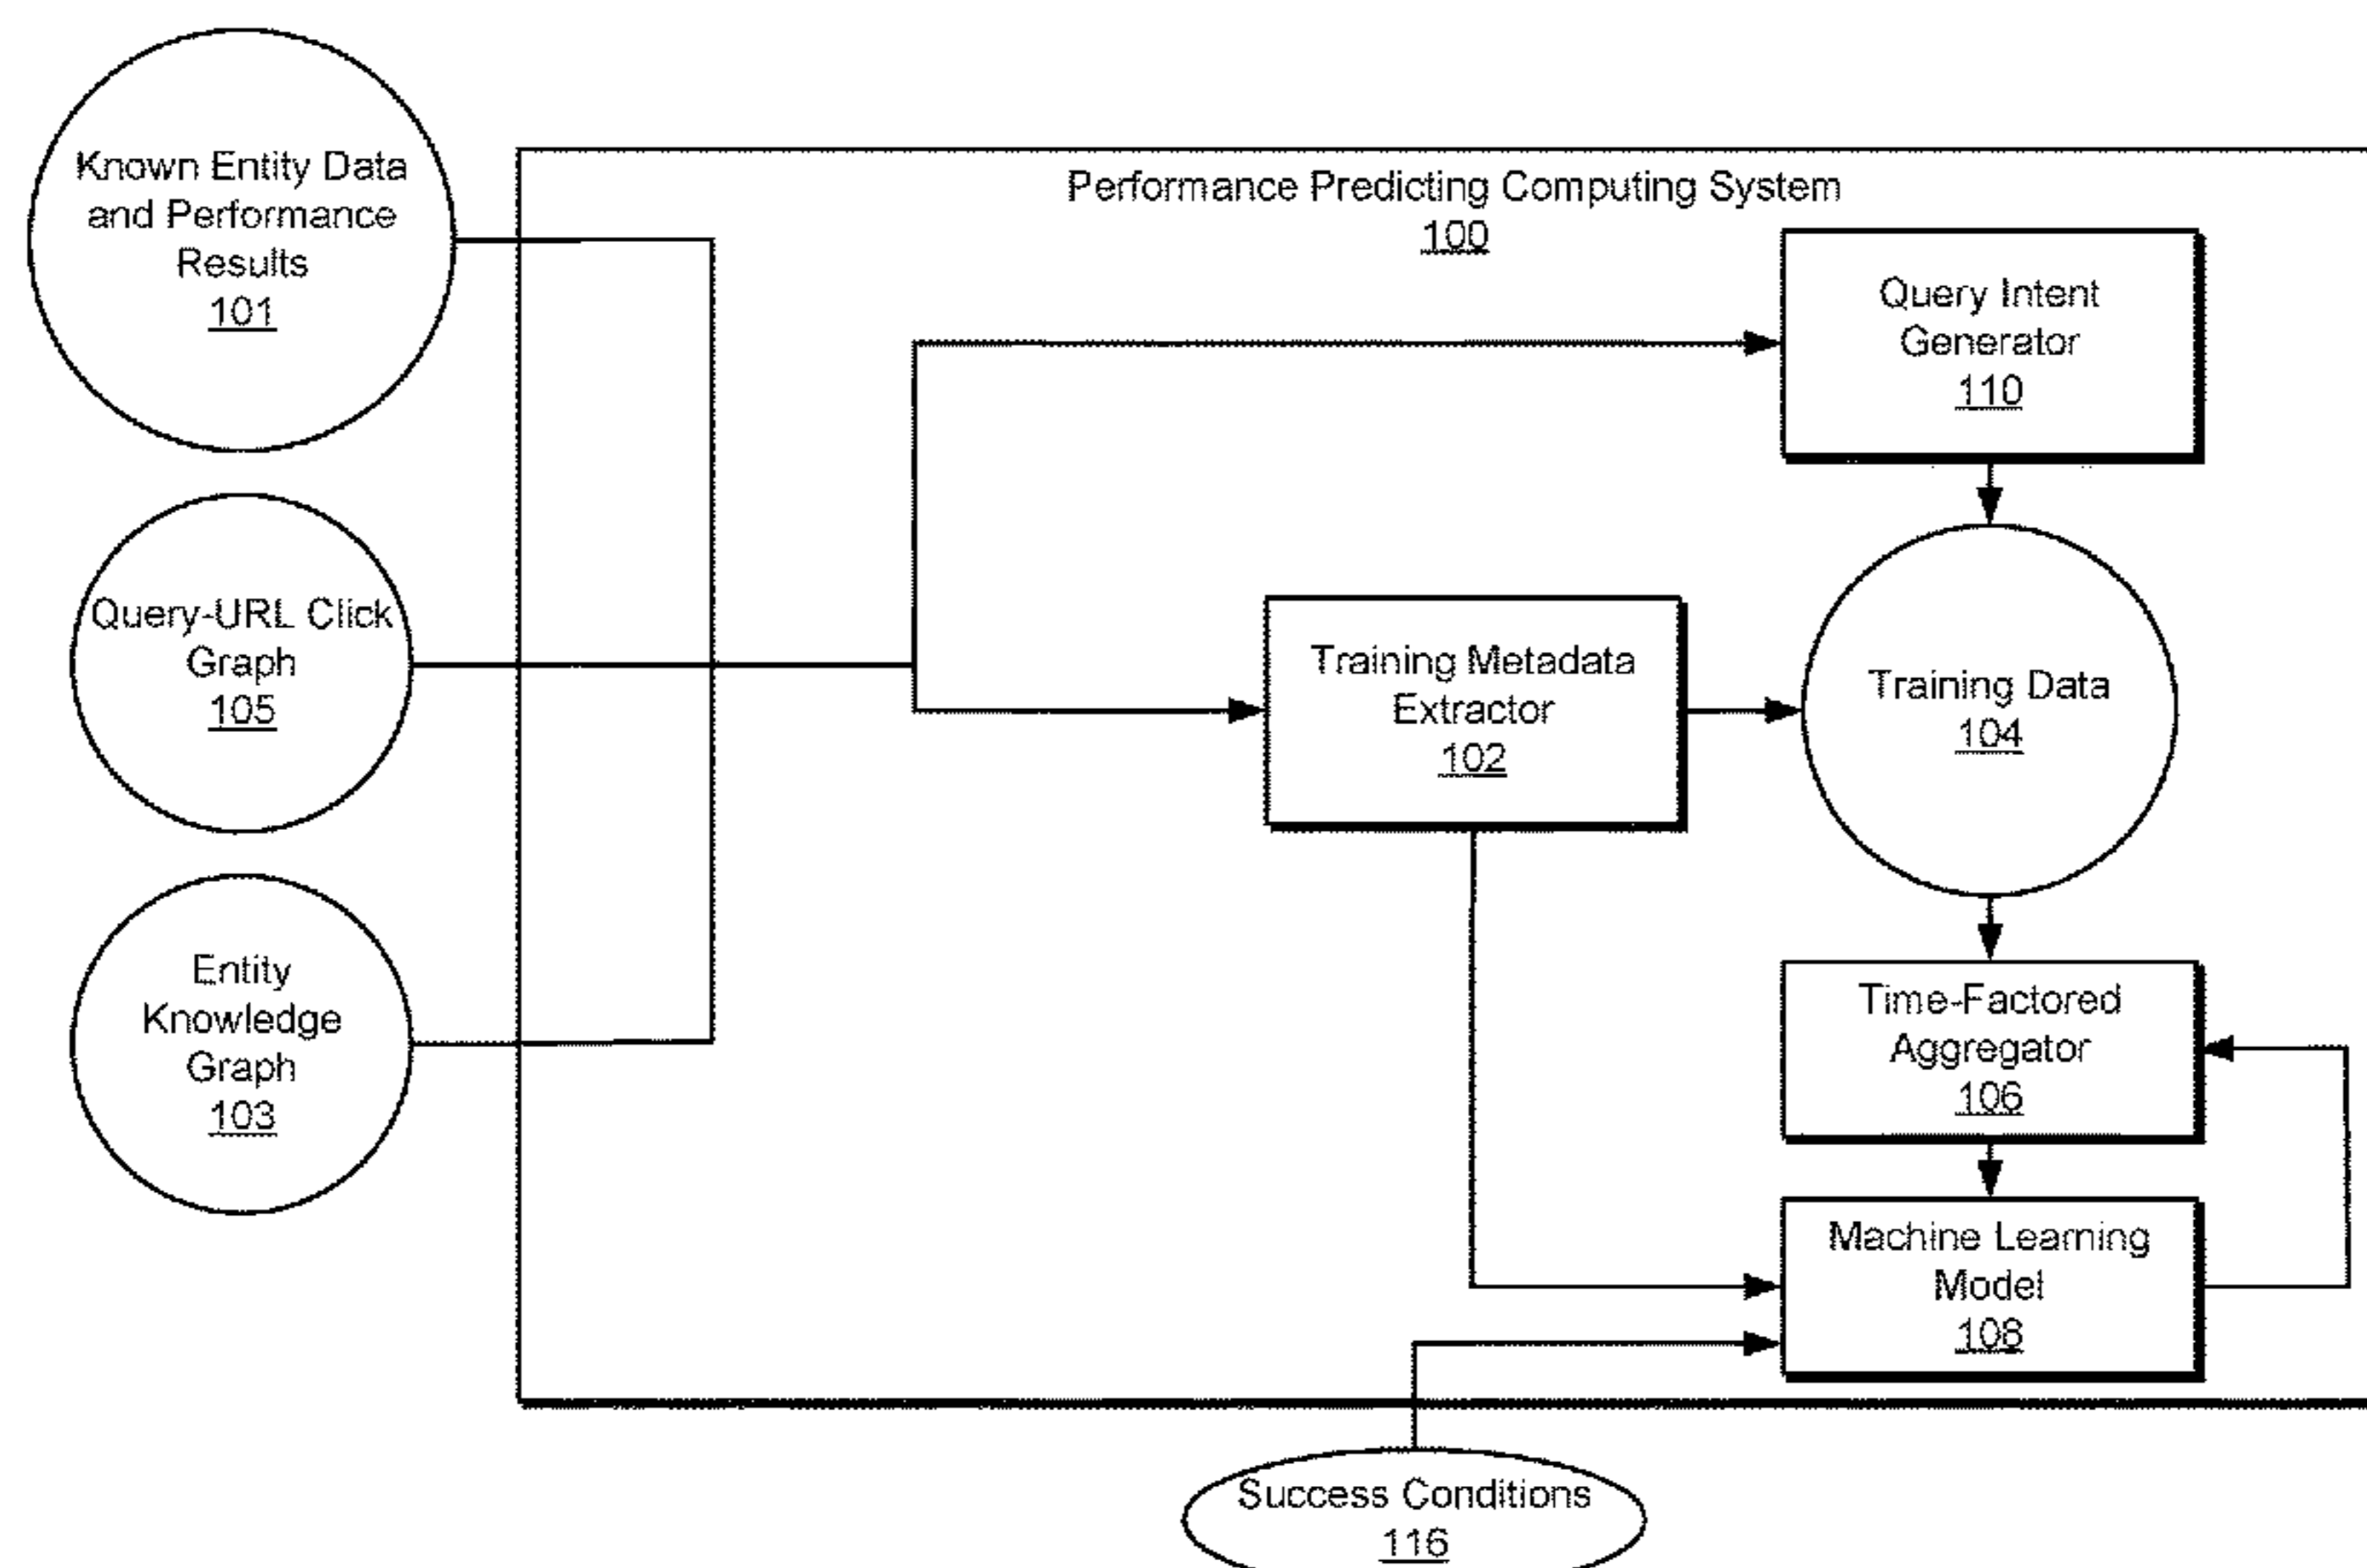 Known Entity Data
and Performance
Results
101
Performance Predicting Computing System
100
Query Intent
Generator
110
Query-URL Click
Graph
105
Training Metadata
Extractor
102
Training Data
104
Entity
Knowledge
Graph
103
Time-Factored
Aggregator
106
Machine Learning
Model
108
Success Conditions
116